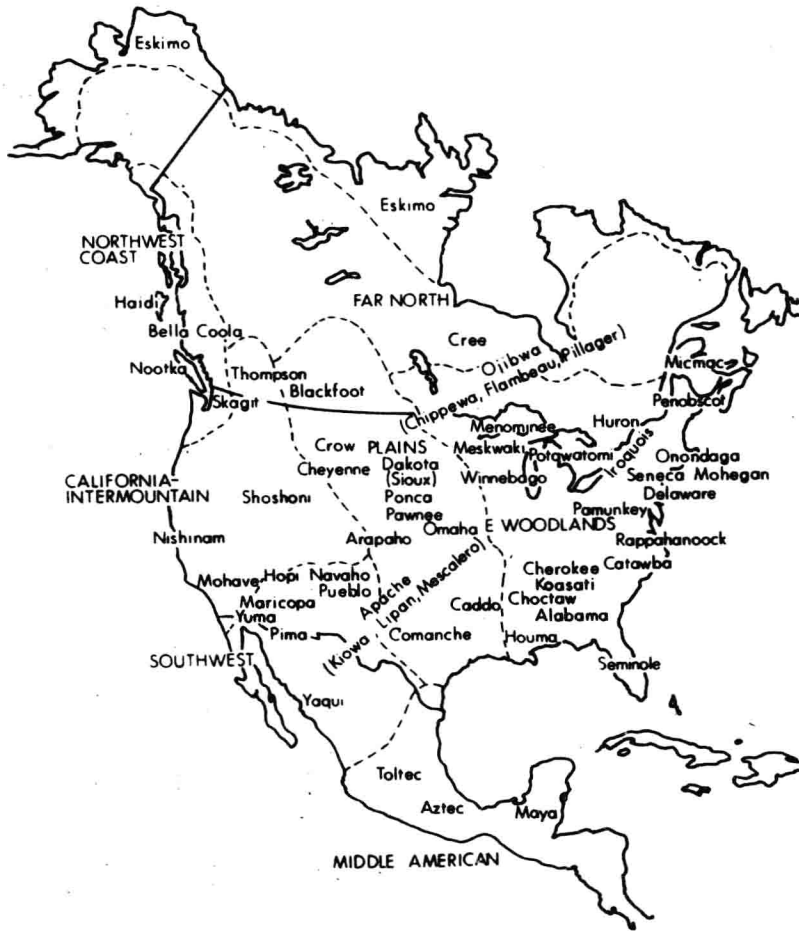 Eskimo
Eskimo
NORTHWEST
COAST
FAR NORTH
Haidi
Bella Coola
Cree
Ojibwa
(Chippewa, Flambeau, Pillager)
Nootka
Thompson
Blackfoot
Skagit
Micmac
Penobscot
Menominee
Huron
Crow
PLAINS
Meskwaki
Potawatomi
Iroquois
Onondaga
Cheyenne
Dakota
(Sioux)
Winnebago
Seneca
Mohegan
CALIFORNIA-
INTERMOUNTAIN
Shoshoni
Ponca
Delaware
Pawnee
Pamunkey
Omaha
E WOODLANDS
Nishinam
Arapaho
Rappahanoock
Cherokee
Catawba
Mohave
Hopi
Navaho
Pueblo
Apache
(Kiowa Lipan, Mescalero)
Koasati
Maricopa
Caddo
Choctaw
Alabama
Yuma
Pima
Comanche
Houma
SOUTHWEST
Seminole
Yaqui
Toltec
Aztec
Maya
MIDDLE AMERICAN